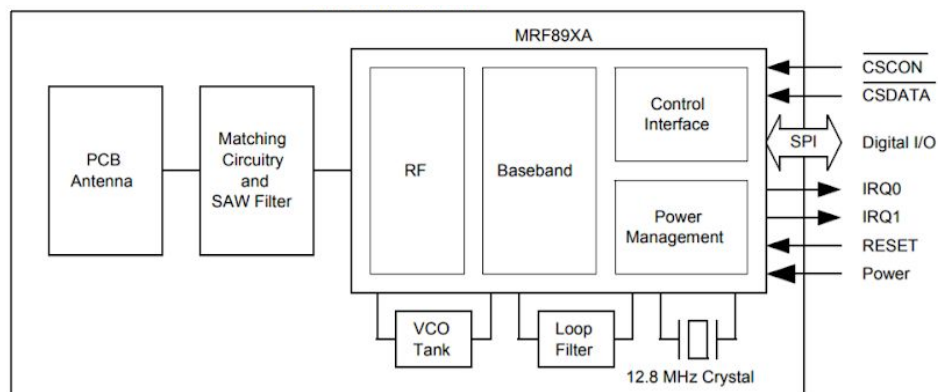 MRF89XA
PCB
Antenna
Matching
Circuitry
and
SAW Filter
RF
Baseband
Control
Interface
Power
Management
CSCON
CSDATA
SPI
Digital I/O
IRQ0
IRQ1
RESET
Power
VCO
Tank
Loop
Filter
12.8 MHz Crystal